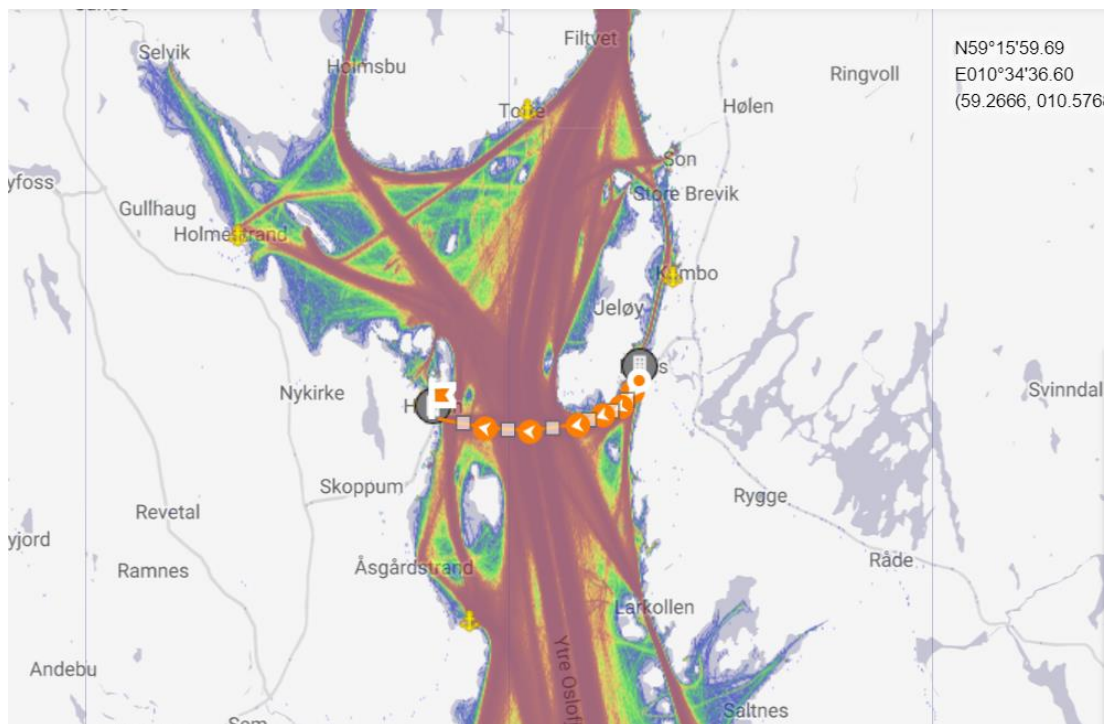 Selvik
Filtvet
Holmsbu
Ringvoll
Tofte
Hølen
Son
yfoss
Store Brevik
Gullhaug
Holmestrand
Kambo
Jeløy
Nykirke
Svinndal
Skoppum
Rygge
Revetal
yjord
Ramnes
Åsgårdstrand
Råde
Larkollen
Andebu
Ytre Oslof
Saltnes
N59°15'59.69
E010°34'36.60
(59.2666, 010.576